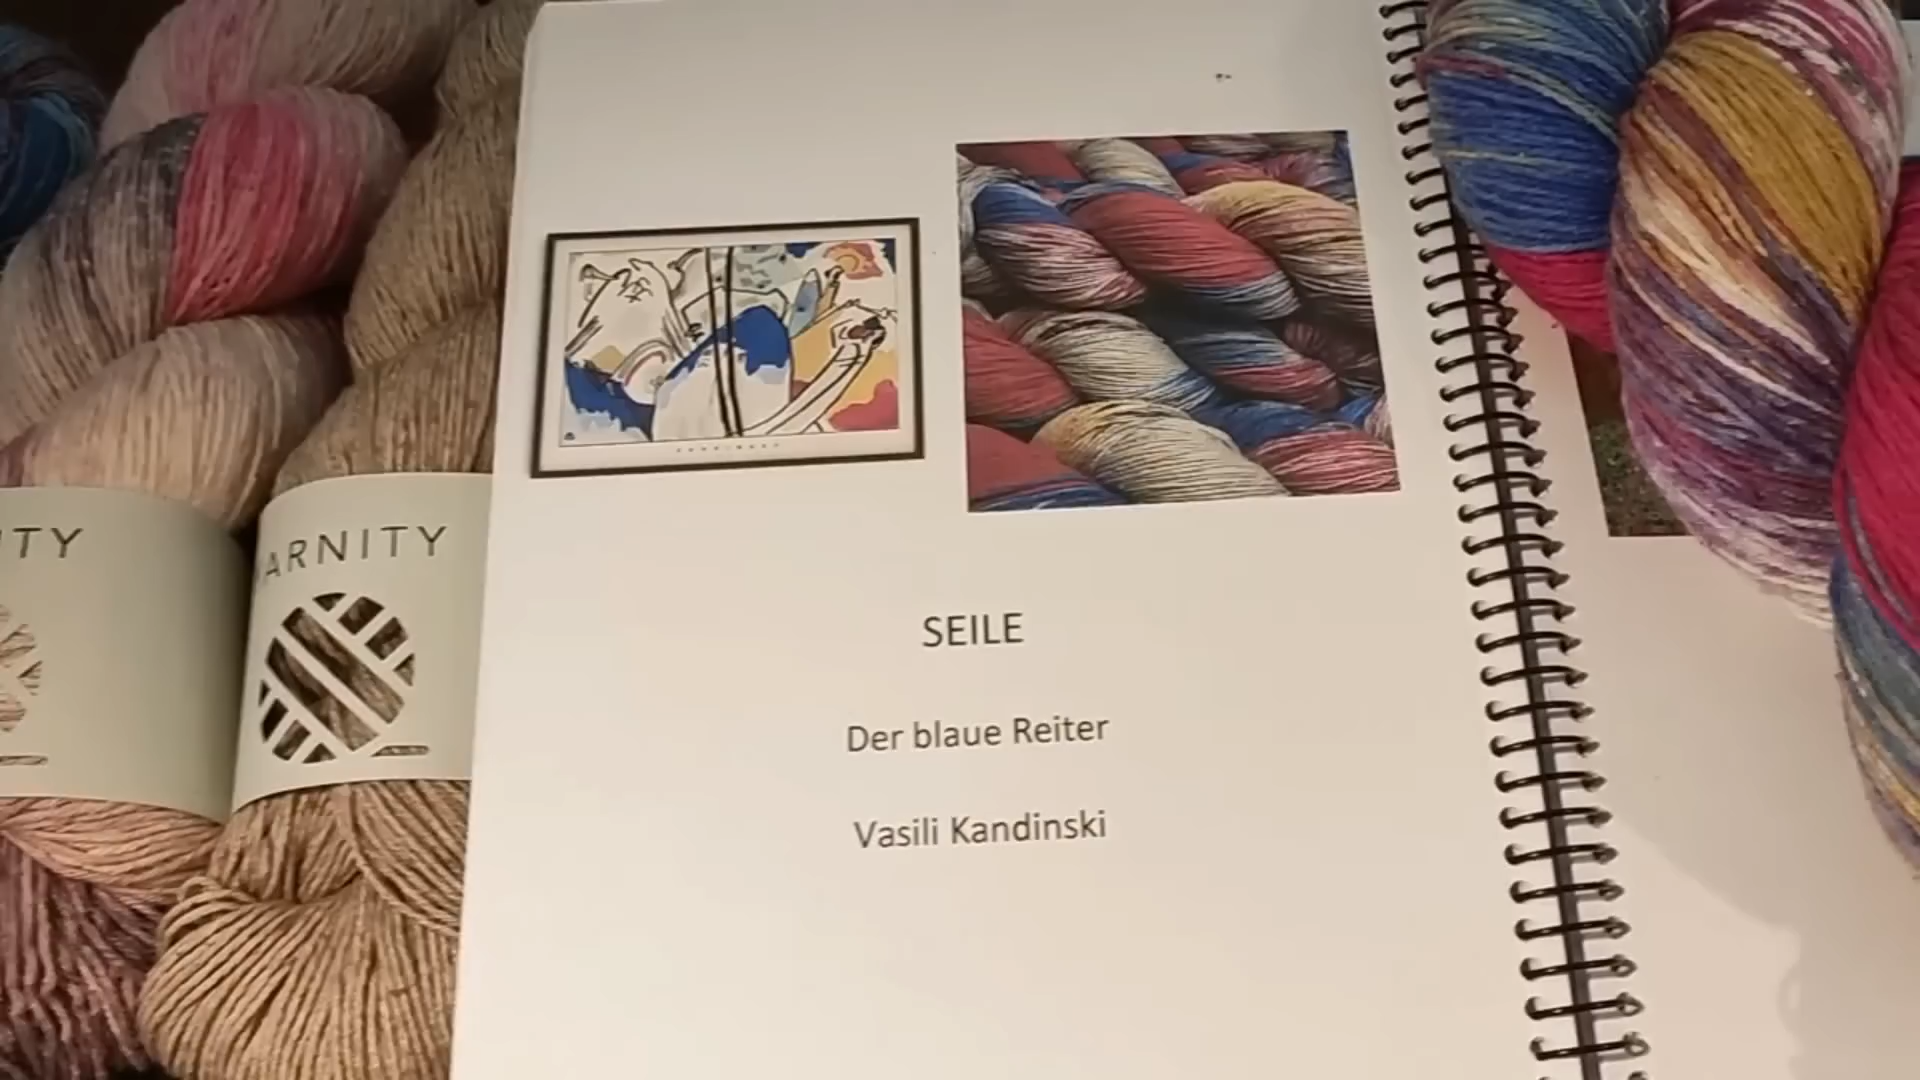 ITY
ARNITY
SEILE
Der blaue Reiter
Vasili Kandinski